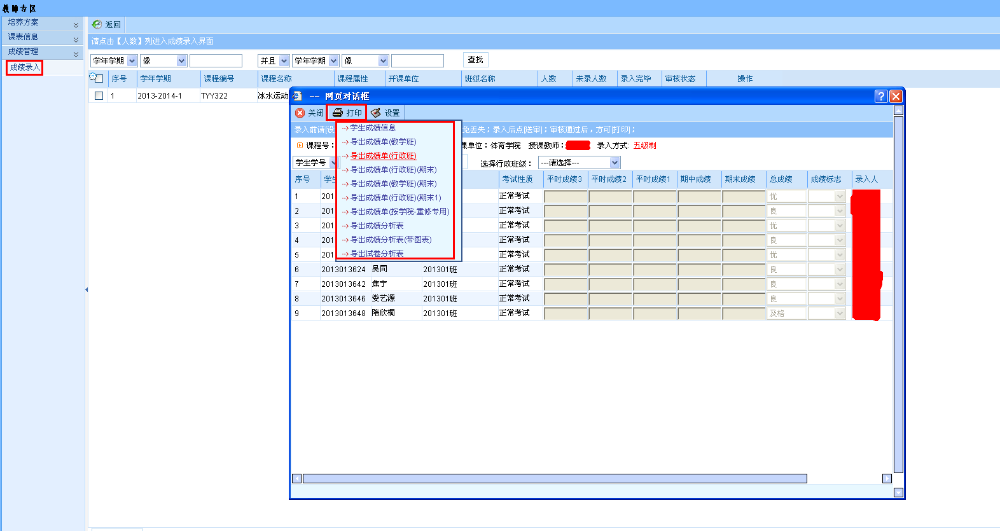 教师专区
培养方案
课表信息
成绩管理
成绩录入
返回
请点击【人数】列进入成绩录入界面
学年学期 像 并且 学年学期 像 查找
序号 学年学期 课程编号 课程名称 课程属性 开课单位 班级名称 人数 未录人数 录入完毕 审核状态 操作
1 2013-2014-1 TYY322 冰水运动
-- 网页对话框
关闭 打印 设置
录入前请[设 免丢失；录入后点[送审]；审核通过后，方可[打印]；
课程号： 课单位：体育学院 授课教师： 录入方式: 五级制
学生学号 选择行政班级： ---请选择---
学生成绩信息
导出成绩单(教学班)
导出成绩单(行政班)
导出成绩单(行政班)(期末)
导出成绩单(教学班)(期末)
导出成绩单(行政班)(期末1)
导出成绩单(按学院-重修专用)
导出成绩分析表
导出成绩分析表(带图表)
导出试卷分析表
序号 学生 考试性质 平时成绩3 平时成绩2 平时成绩1 期中成绩 期末成绩 总成绩 成绩标志 录入人
1 201 正常考试 优
2 201 正常考试 良
3 201 正常考试 优
4 201 正常考试 良
5 201 正常考试 优
6 2013013624 吴同 201301班 正常考试 良
7 2013013642 焦宁 201301班 正常考试 良
8 2013013646 娄艺源 201301班 正常考试 良
9 2013013648 隋欣桐 201301班 正常考试 及格